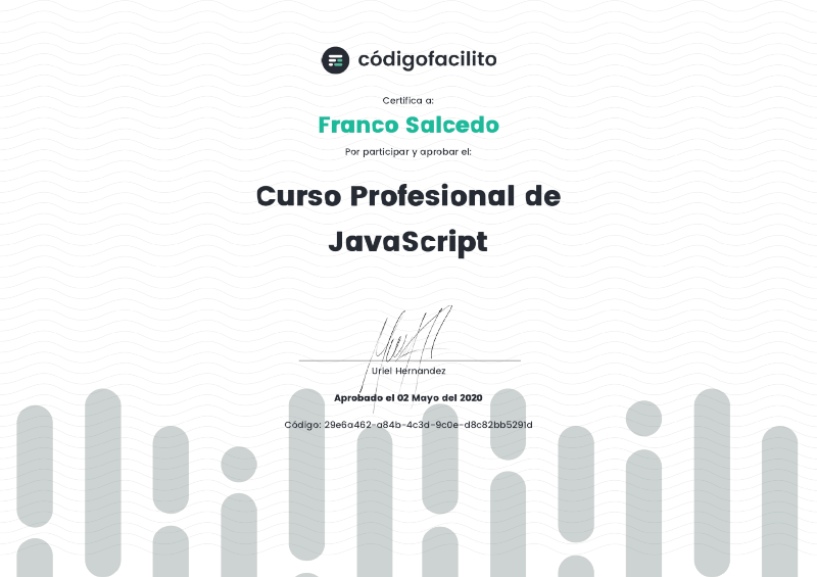 códigofacilito
Certifica a:
Franco Salcedo
Por participar y aprobar el:
Curso Profesional de
JavaScript
Uriel Hernandez
Aprobado el 02 Mayo del 2020
Código: 29e6a462-a84b-4c3d-9c0e-d8c82bb5291d